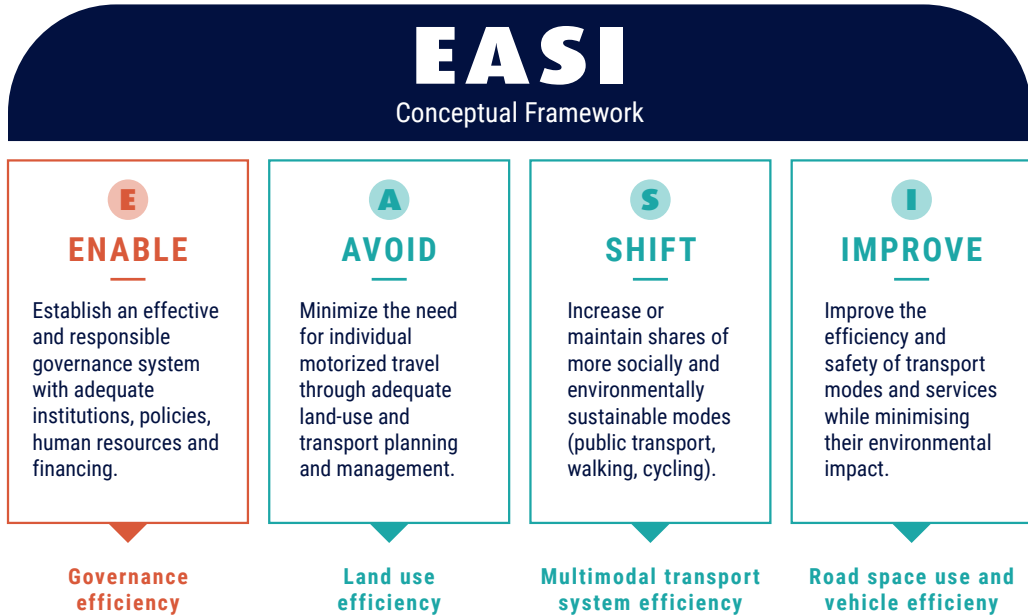 EASI
Conceptual Framework
E
ENABLE
Establish an effective
and responsible
governance system
with adequate
institutions, policies,
human resources and
financing.
Governance
efficiency
A
AVOID
Minimize the need
for individual
motorized travel
through adequate
land-use and
transport planning
and management.
Land use
efficiency
S
SHIFT
Increase or
maintain shares of
more socially and
environmentally
sustainable modes
(public transport,
walking, cycling).
Multimodal transport
system efficiency
I
IMPROVE
Improve the
efficiency and
safety of transport
modes and services
while minimising
their environmental
impact.
Road space use and
vehicle efficieny